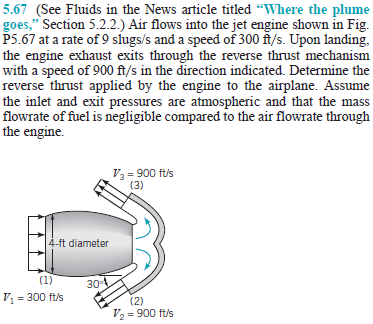 5.67 (See Fluids in the News article titled “Where the plume
goes,” Section 5.2.2.) Air flows into the jet engine shown in Fig.
P5.67 at a rate of 9 slugs/s and a speed of 300 ft/s. Upon landing,
the engine exhaust exits through the reverse thrust mechanism
with a speed of 900 ft/s in the direction indicated. Determine the
reverse thrust applied by the engine to the airplane. Assume
the inlet and exit pressures are atmospheric and that the mass
flowrate of fuel is negligible compared to the air flowrate through
the engine.
V3 = 900 ft/s
(3)
4-ft diameter
(1)
30°
V1 = 300 ft/s
(2)
V2 = 900 ft/s